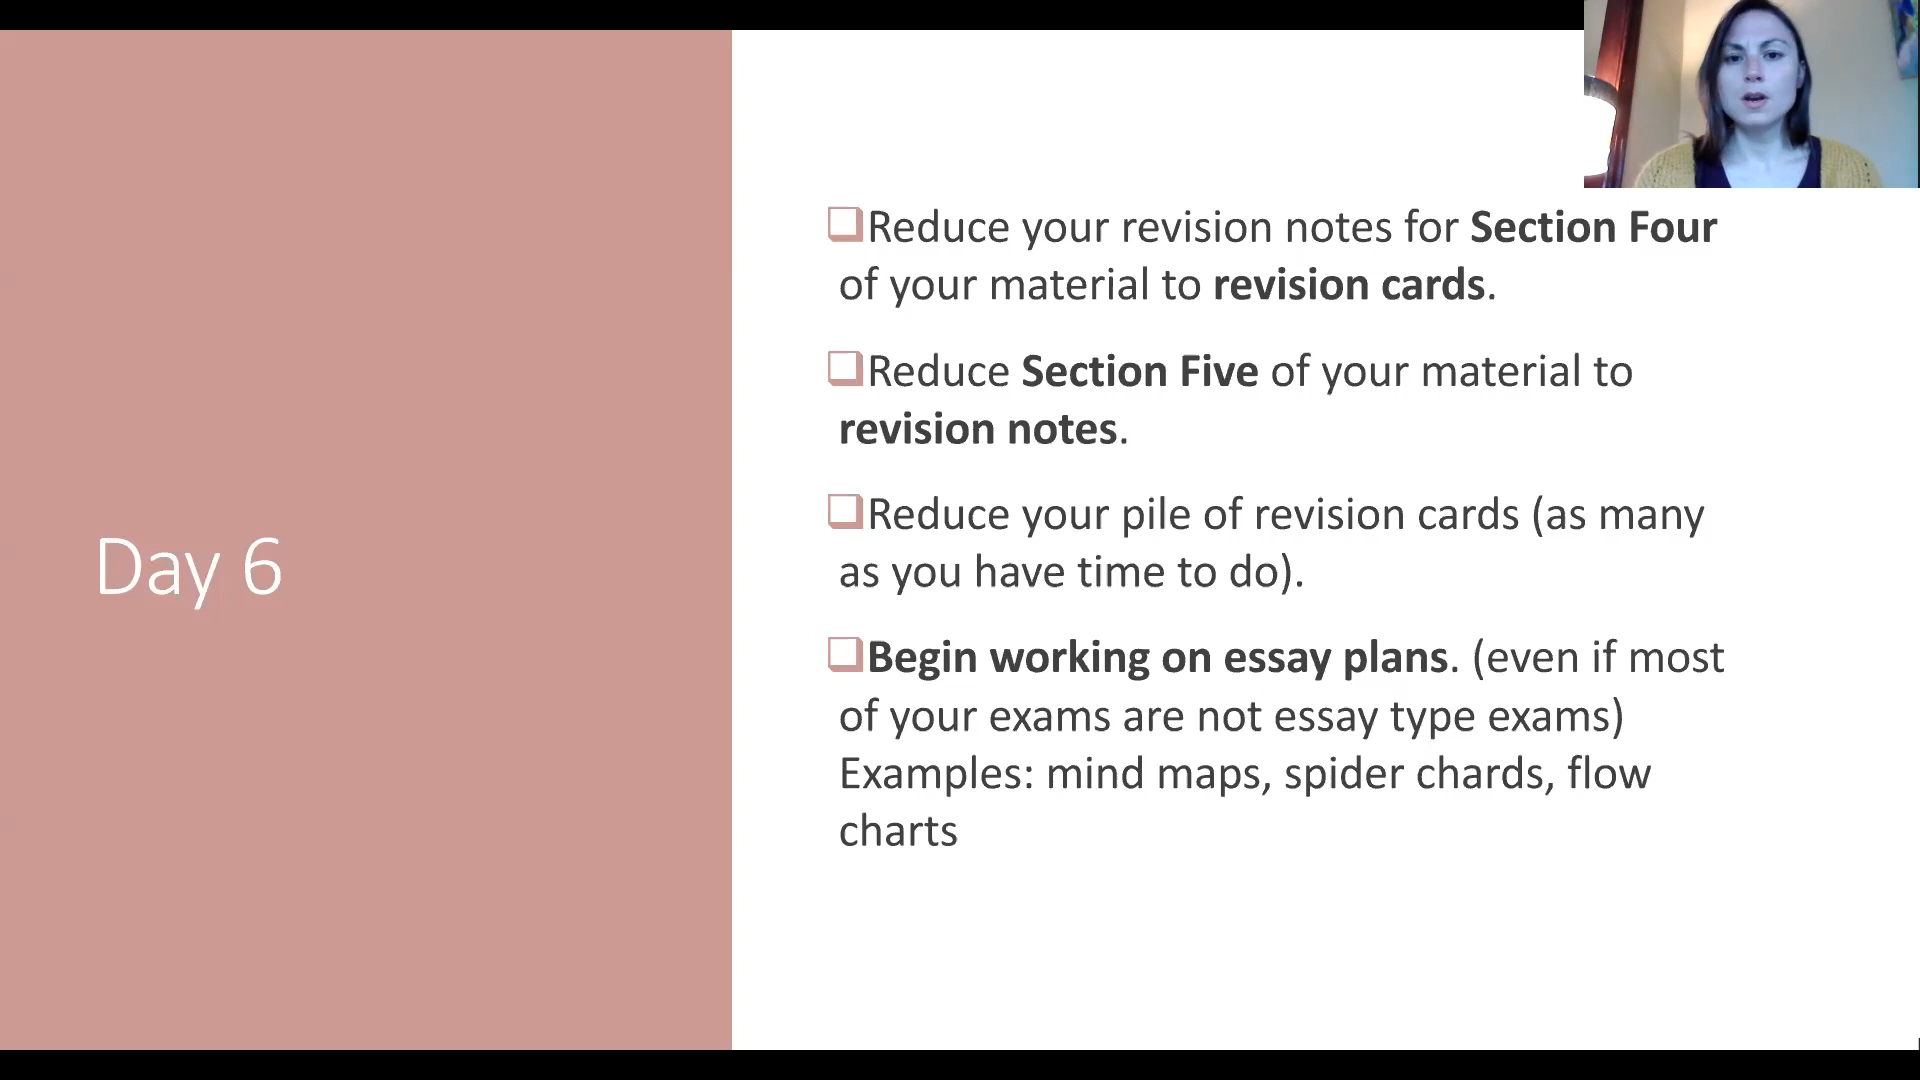 Day 6
Reduce your revision notes for Section Four
of your material to revision cards.
Reduce Section Five of your material to
revision notes.
Reduce your pile of revision cards (as many
as you have time to do).
Begin working on essay plans. (even if most
of your exams are not essay type exams)
Examples: mind maps, spider chards, flow
charts